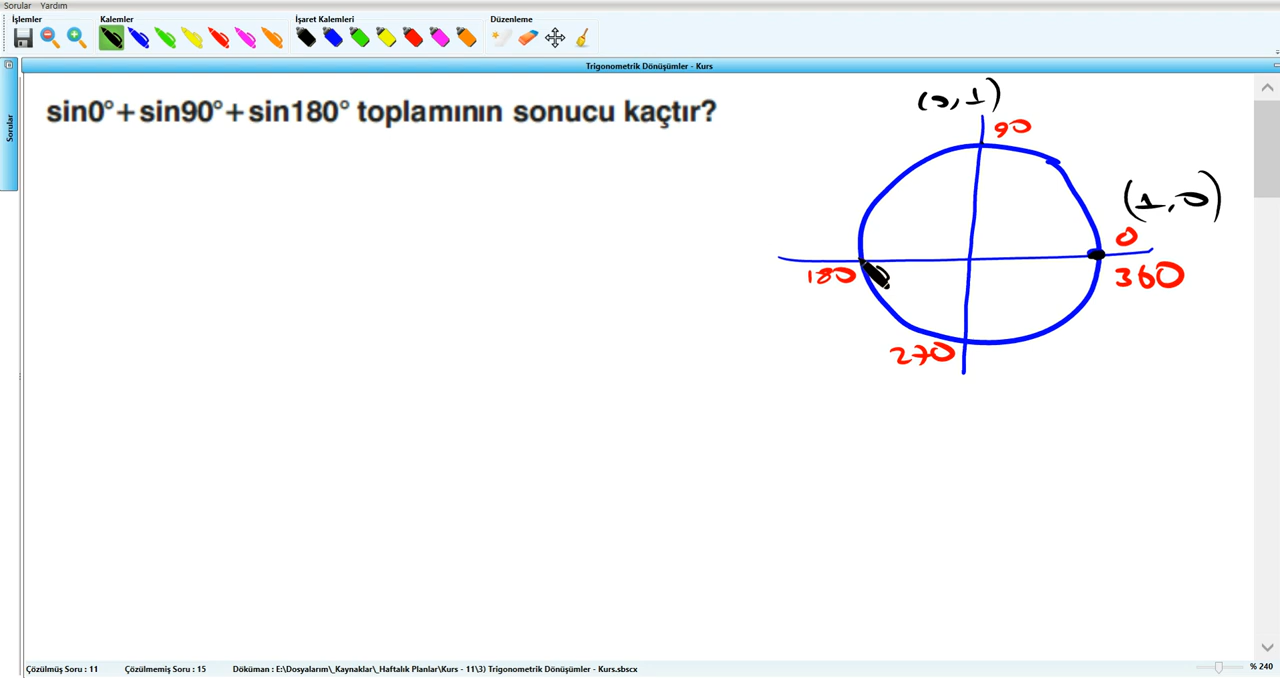 Sorular Yardım
İşlemler Kalemler İşaret Kalemleri Düzenleme
Trigonometrik Dönüşümler - Kurs
Sorular
sin0°+sin90°+sin180° toplamının sonucu kaçtır?
(0,1)
90
(1,0)
0
180 360
270
Çözülmüş Soru : 11 Çözülmemiş Soru : 15 Döküman : E:\Dosyalarım\_Kaynaklar\_Haftalık Planlar\Kurs - 11\3) Trigonometrik Dönüşümler - Kurs.sbscx % 240